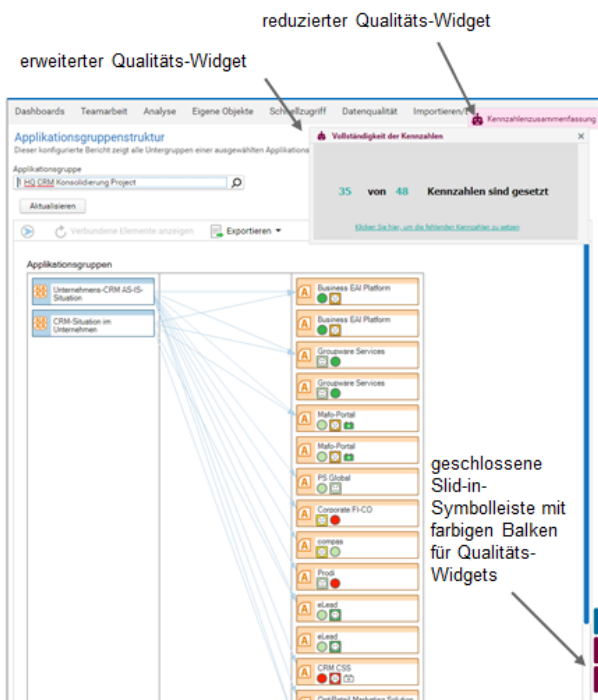 reduzierter Qualitäts-Widget
erweiterter Qualitäts-Widget
Dashboards Teamarbeit Analyse Eigene Objekte Schnellzugriff Datenqualität Importieren/
Kennzahlenzusammenfassung
Applikationsgruppenstruktur
Dieser konfigurierte Bericht zeigt alle Untergruppen einer ausgewählten Applikations
Vollständigkeit der Kennzahlen
Applikationsgruppe
HQ CRM Konsolidierung Project
35 von 48 Kennzahlen sind gesetzt
Aktualisieren
Klicken Sie hier, um die fehlenden Kennzahlen zu setzen
Verbundene Elemente anzeigen Exportieren
Applikationsgruppen
Unternehmens-CRM AS-IS-
Situation
CRM-Situation im
Unternehmen
Business EAI Platform
Business EAI Platform
Groupware Services
Groupware Services
Mafo-Portal
Mafo-Portal
PS Global
Corporate FI-CO
compas
Prodi
eLead
eLead
CRM CSS
OptiRetail Marketing Solution
geschlossene
Slid-in-
Symbolleiste mit
farbigen Balken
für Qualitäts-
Widgets